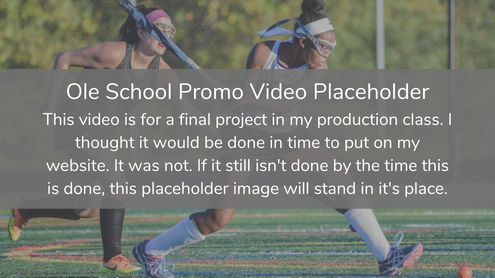 Ole School Promo Video Placeholder
This video is for a final project in my production class. I
thought it would be done in time to put on my
website. It was not. If it still isn't done by the time this
is done, this placeholder image will stand in it's place.